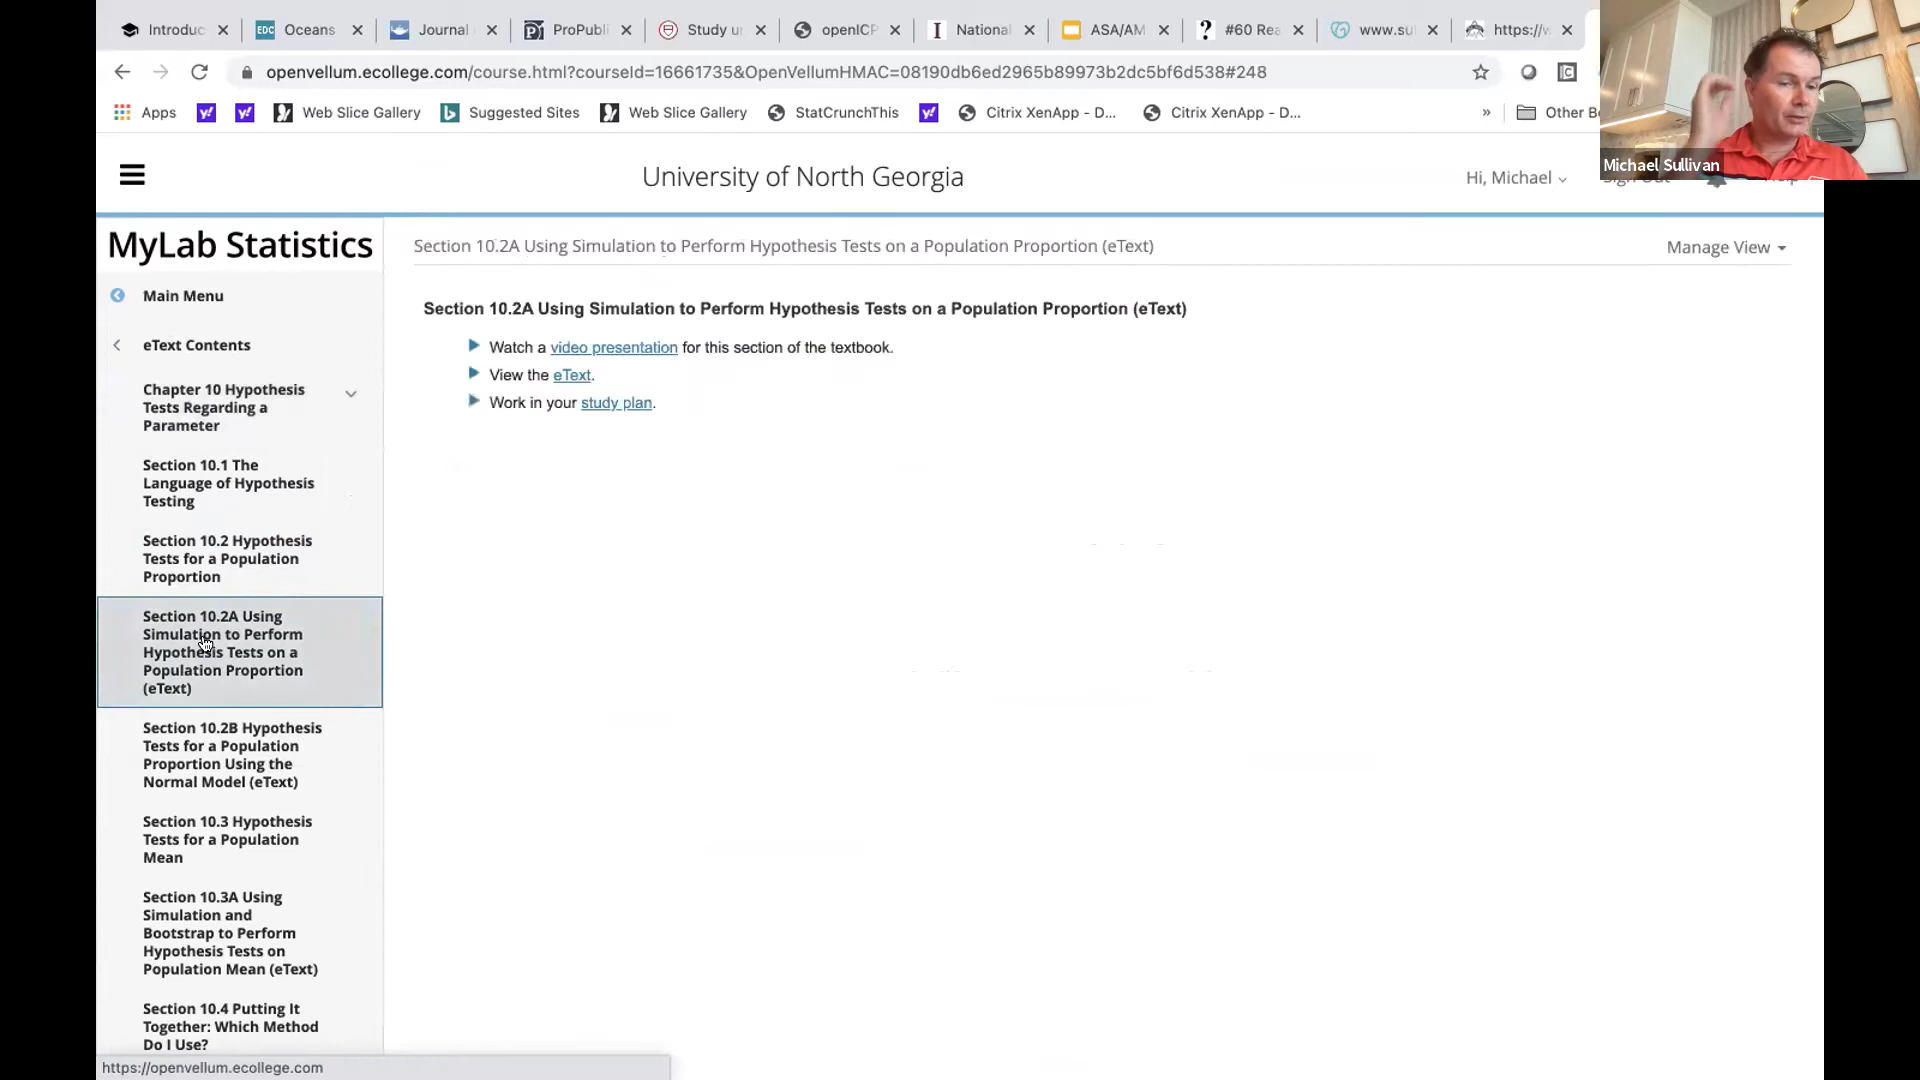 Introduc
Oceans
Journal
ProPubli
Study u
openICP
National
ASA/AM
#60 Rea
www.sul
https://w
openvellum.ecollege.com/course.html?courseId=16661735&OpenVellumHMAC=08190db6ed2965b89973b2dc5bf6d538#248
Apps
Web Slice Gallery
Suggested Sites
Web Slice Gallery
StatCrunchThis
Citrix XenApp - D...
Citrix XenApp - D...
»
Other B
Michael Sullivan
University of North Georgia
Hi, Michael
Sign Out
MyLab Statistics
Main Menu
eText Contents
Chapter 10 Hypothesis
Tests Regarding a
Parameter
Section 10.1 The
Language of Hypothesis
Testing
Section 10.2 Hypothesis
Tests for a Population
Proportion
Section 10.2A Using
Simulation to Perform
Hypothesis Tests on a
Population Proportion
(eText)
Section 10.2B Hypothesis
Tests for a Population
Proportion Using the
Normal Model (eText)
Section 10.3 Hypothesis
Tests for a Population
Mean
Section 10.3A Using
Simulation and
Bootstrap to Perform
Hypothesis Tests on
Population Mean (eText)
Section 10.4 Putting It
Together: Which Method
Do I Use?
Section 10.2A Using Simulation to Perform Hypothesis Tests on a Population Proportion (eText)
Manage View
Section 10.2A Using Simulation to Perform Hypothesis Tests on a Population Proportion (eText)
Watch a video presentation for this section of the textbook.
View the eText.
Work in your study plan.
https://openvellum.ecollege.com